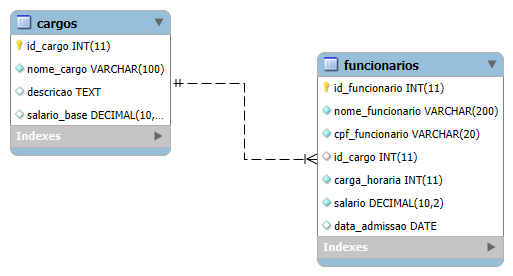 cargos
id_cargo INT(11)
nome_cargo VARCHAR(100)
descricao TEXT
salario_base DECIMAL(10,...
Indexes
funcionarios
id_funcionario INT(11)
nome_funcionario VARCHAR(200)
cpf_funcionario VARCHAR(20)
id_cargo INT(11)
carga_horaria INT(11)
salario DECIMAL(10,2)
data_admissao DATE
Indexes